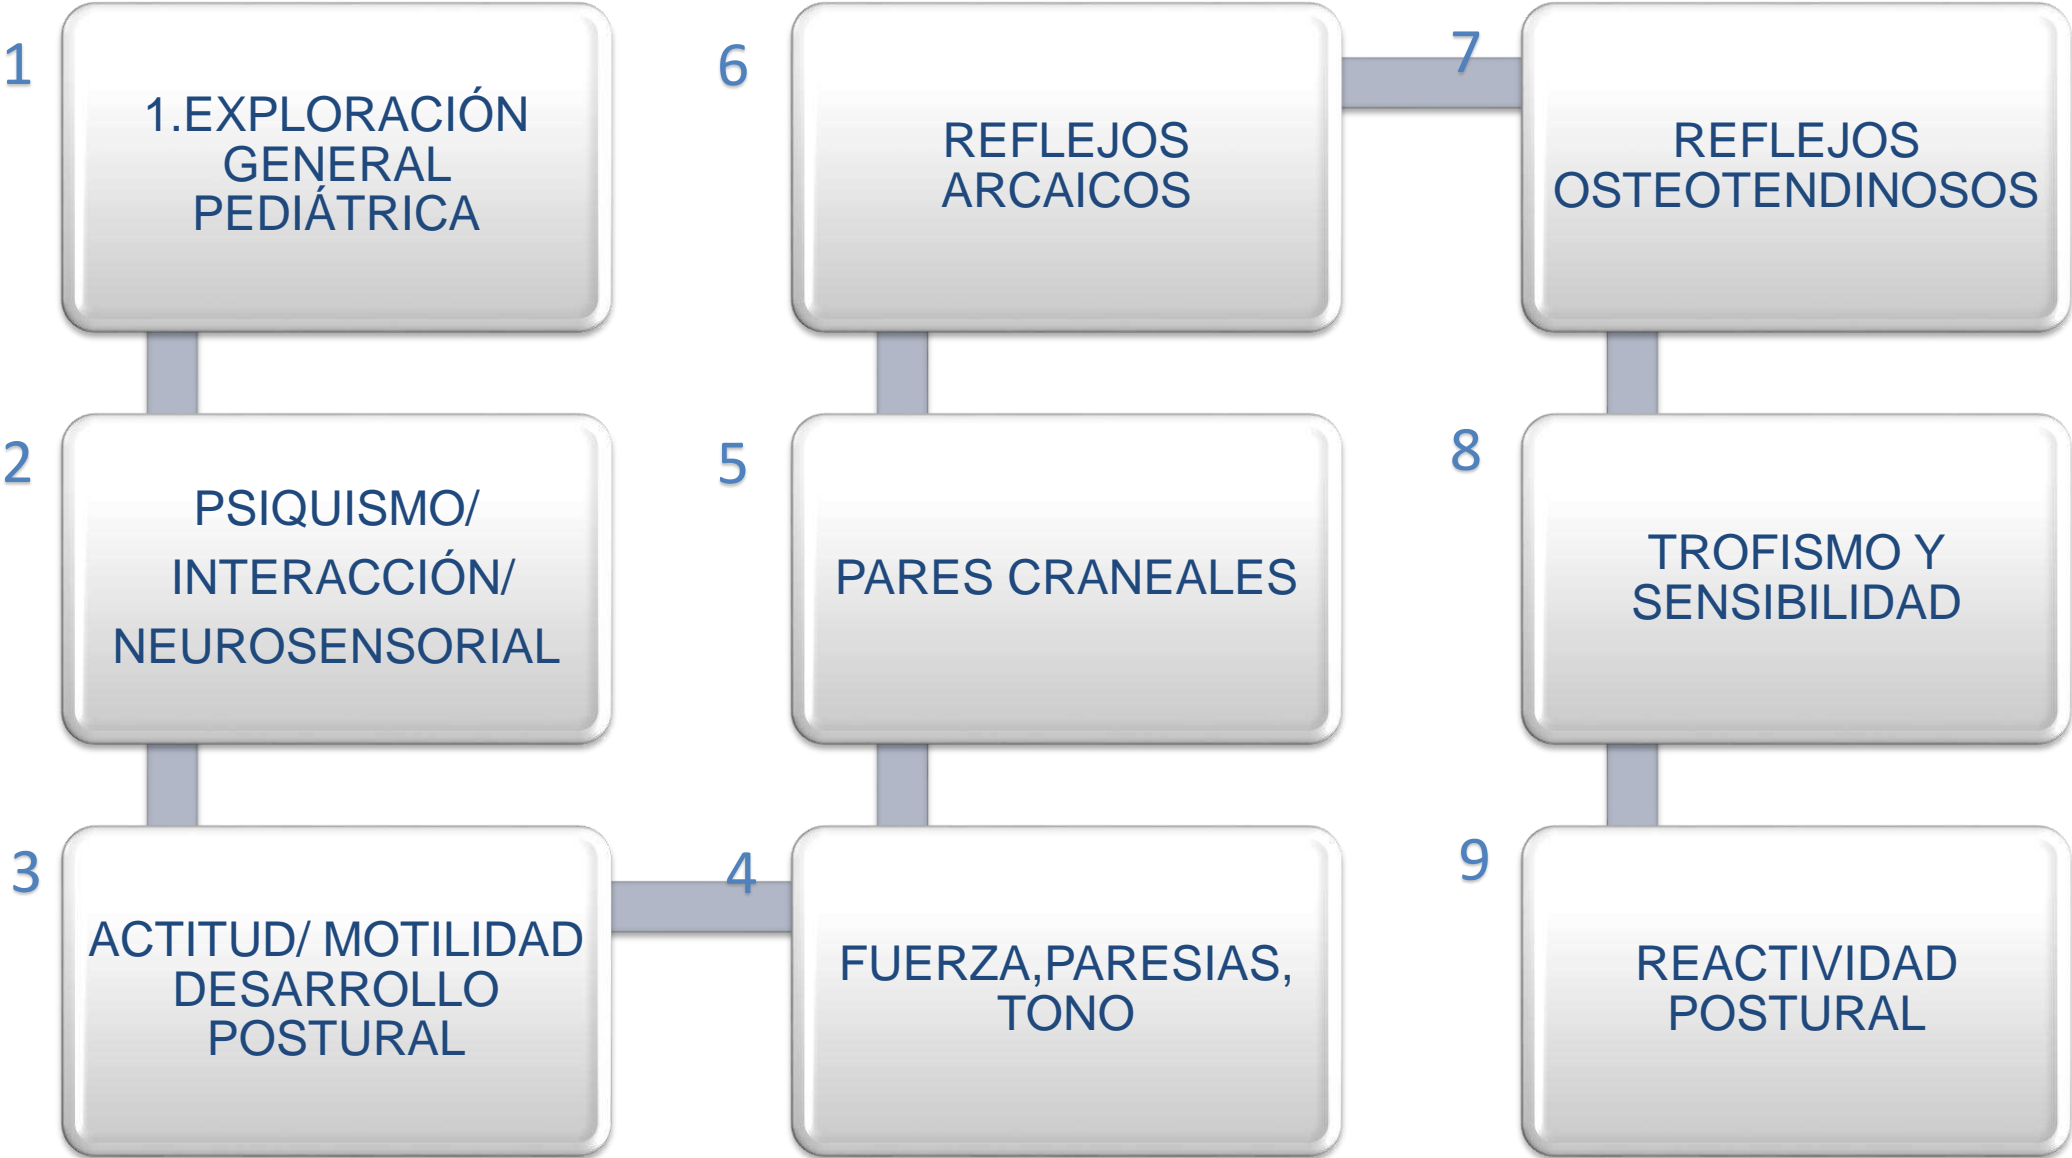 1
1.EXPLORACIÓN
GENERAL
PEDIÁTRICA
2
PSIQUISMO/
INTERACCIÓN/
NEUROSENSORIAL
3
ACTITUD/ MOTILIDAD
DESARROLLO
POSTURAL
4
FUERZA,PARESIAS,
TONO
5
PARES CRANEALES
6
REFLEJOS
ARCAICOS
7
REFLEJOS
OSTEOTENDINOSOS
8
TROFISMO Y
SENSIBILIDAD
9
REACTIVIDAD
POSTURAL